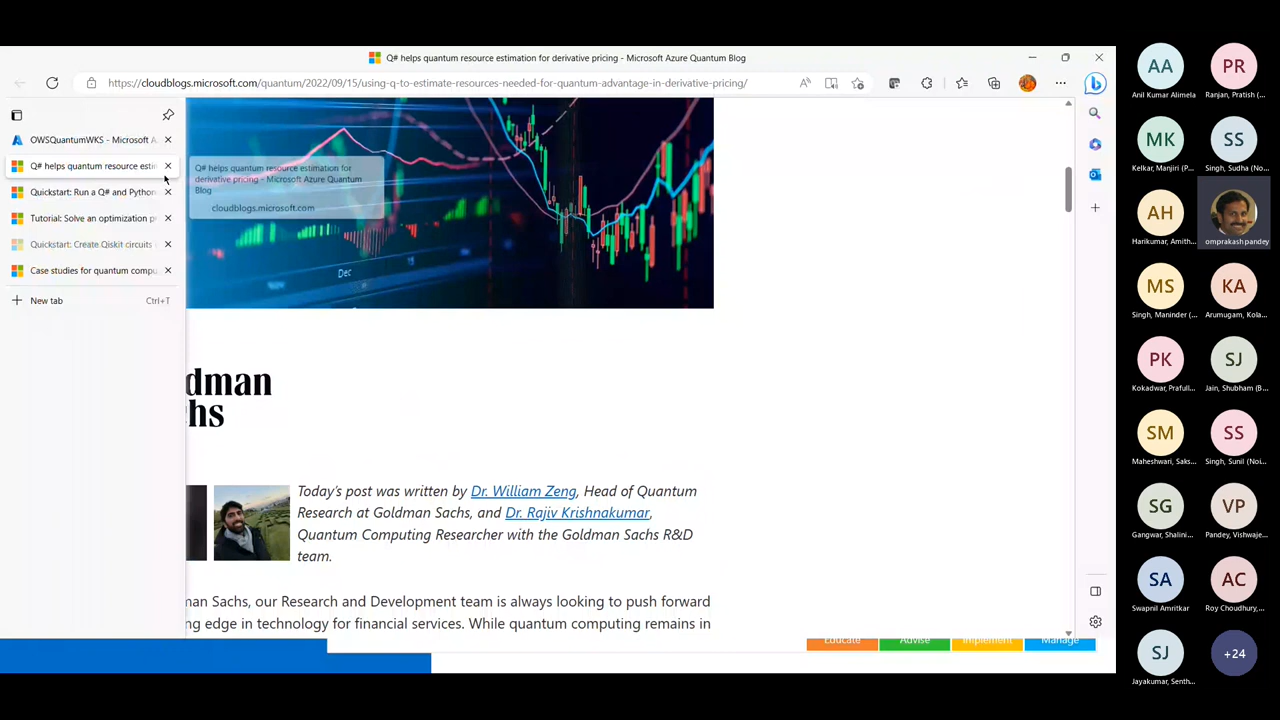 Q# helps quantum resource estimation for derivative pricing - Microsoft Azure Quantum Blog
https://cloudblogs.microsoft.com/quantum/2022/09/15/using-q-to-estimate-resources-needed-for-quantum-advantage-in-derivative-pricing/
OWSQuantumWKS - Microsoft A
Q# helps quantum resource esti
Quickstart: Run a Q# and Python
Tutorial: Solve an optimization p
Quickstart: Create Qiskit circuits
Case studies for quantum compu
New tab Ctrl+T
Q# helps quantum resource estimation for
derivative pricing - Microsoft Azure Quantum
Blog
cloudblogs.microsoft.com
Dec
15
dman
hs
Today's post was written by Dr. William Zeng, Head of Quantum
Research at Goldman Sachs, and Dr. Rajiv Krishnakumar,
Quantum Computing Researcher with the Goldman Sachs R&D
team.
man Sachs, our Research and Development team is always looking to push forward
ng edge in technology for financial services. While quantum computing remains in
Educate Advise Implement Manage
AA PR
Anil Kumar Alimela Ranjan, Pratish (...
MK SS
Kelkar, Manjiri (P... Singh, Sudha (No...
AH
Harikumar, Amith... omprakash pandey
MS KA
Singh, Maninder (... Arumugam, Kola...
PK SJ
Kokadwar, Prafull... Jain, Shubham (B...
SM SS
Maheshwari, Saks... Singh, Sunil (Noi...
SG VP
Gangwar, Shalini... Pandey, Vishwaje...
SA AC
Swapnil Amritkar Roy Choudhury,...
SJ +24
Jayakumar, Senth...